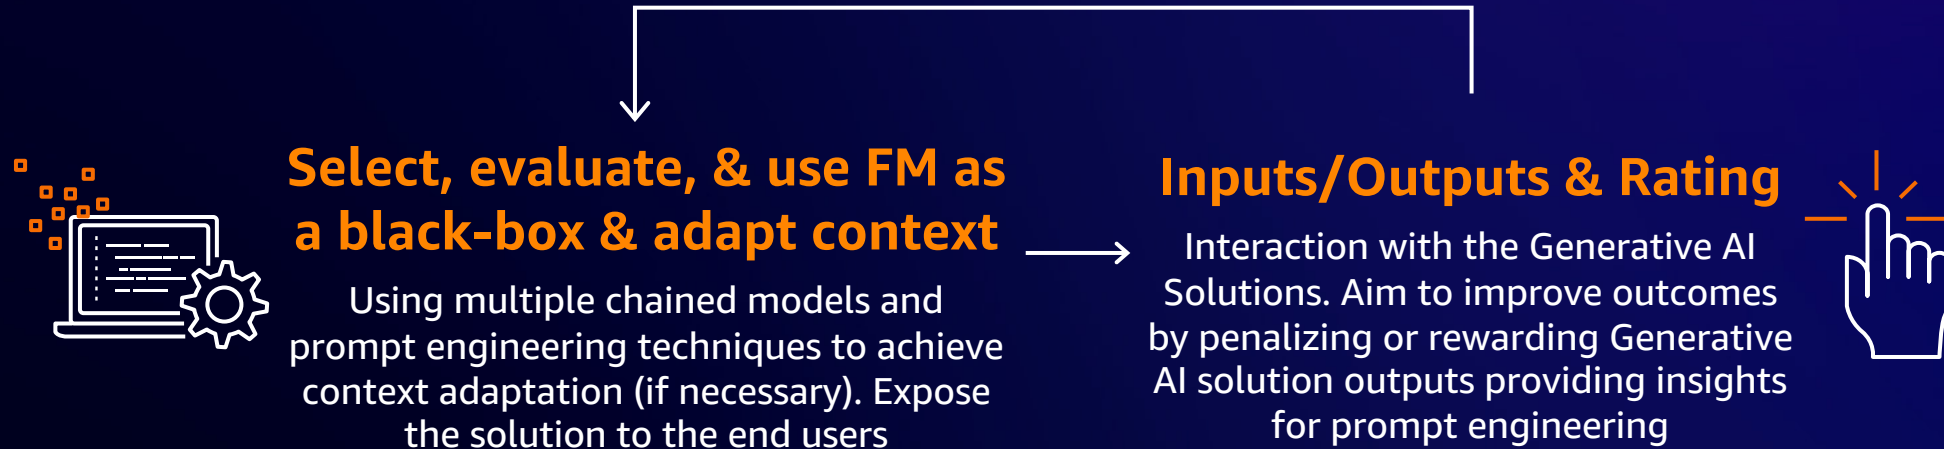 Select, evaluate, & use FM as
a black-box & adapt context
Using multiple chained models and
prompt engineering techniques to achieve
context adaptation (if necessary). Expose
the solution to the end users
Inputs/Outputs & Rating
Interaction with the Generative AI
Solutions. Aim to improve outcomes
by penalizing or rewarding Generative
AI solution outputs providing insights
for prompt engineering